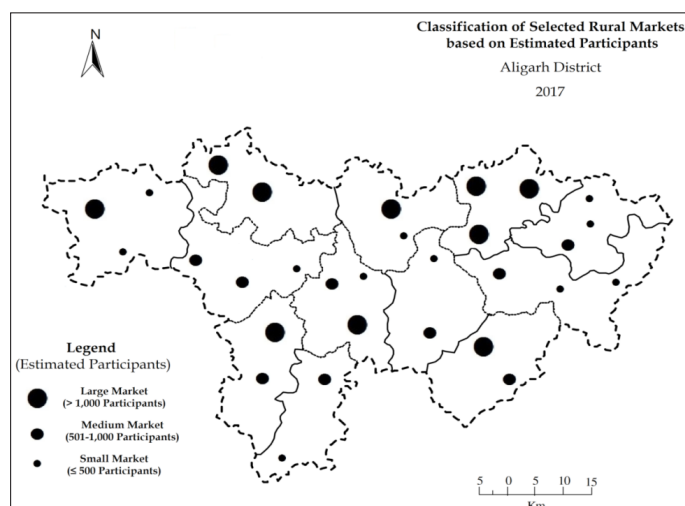 Classification of Selected Rural Markets
based on Estimated Participants
Aligarh District
2017
N
Legend
(Estimated Participants)
Large Market
(> 1,000 Participants)
Medium Market
(501-1,000 Participants)
Small Market
(≤ 500 Participants)
5 0 5 10 15
Km